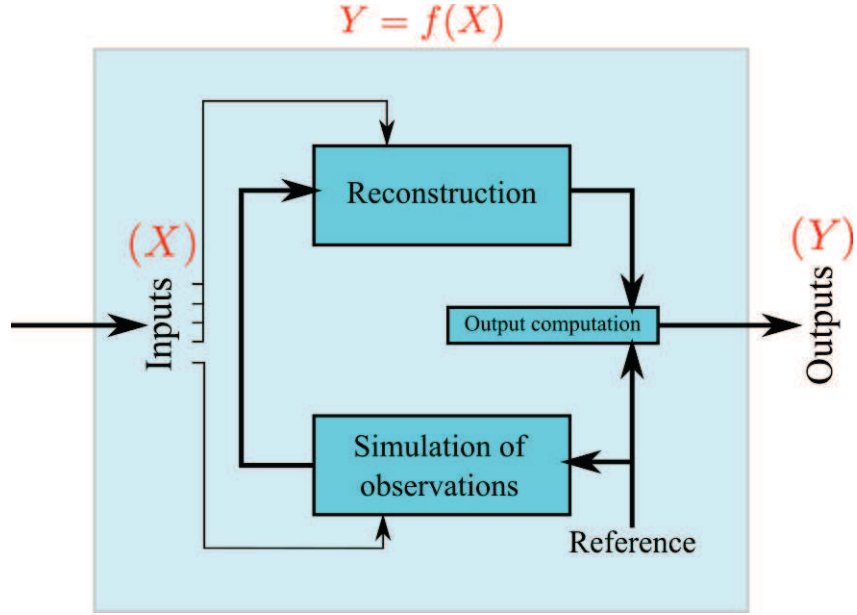 Y = f(X)
Reconstruction
(X)
(Y)
Inputs
Output computation
Outputs
Simulation of
observations
Reference